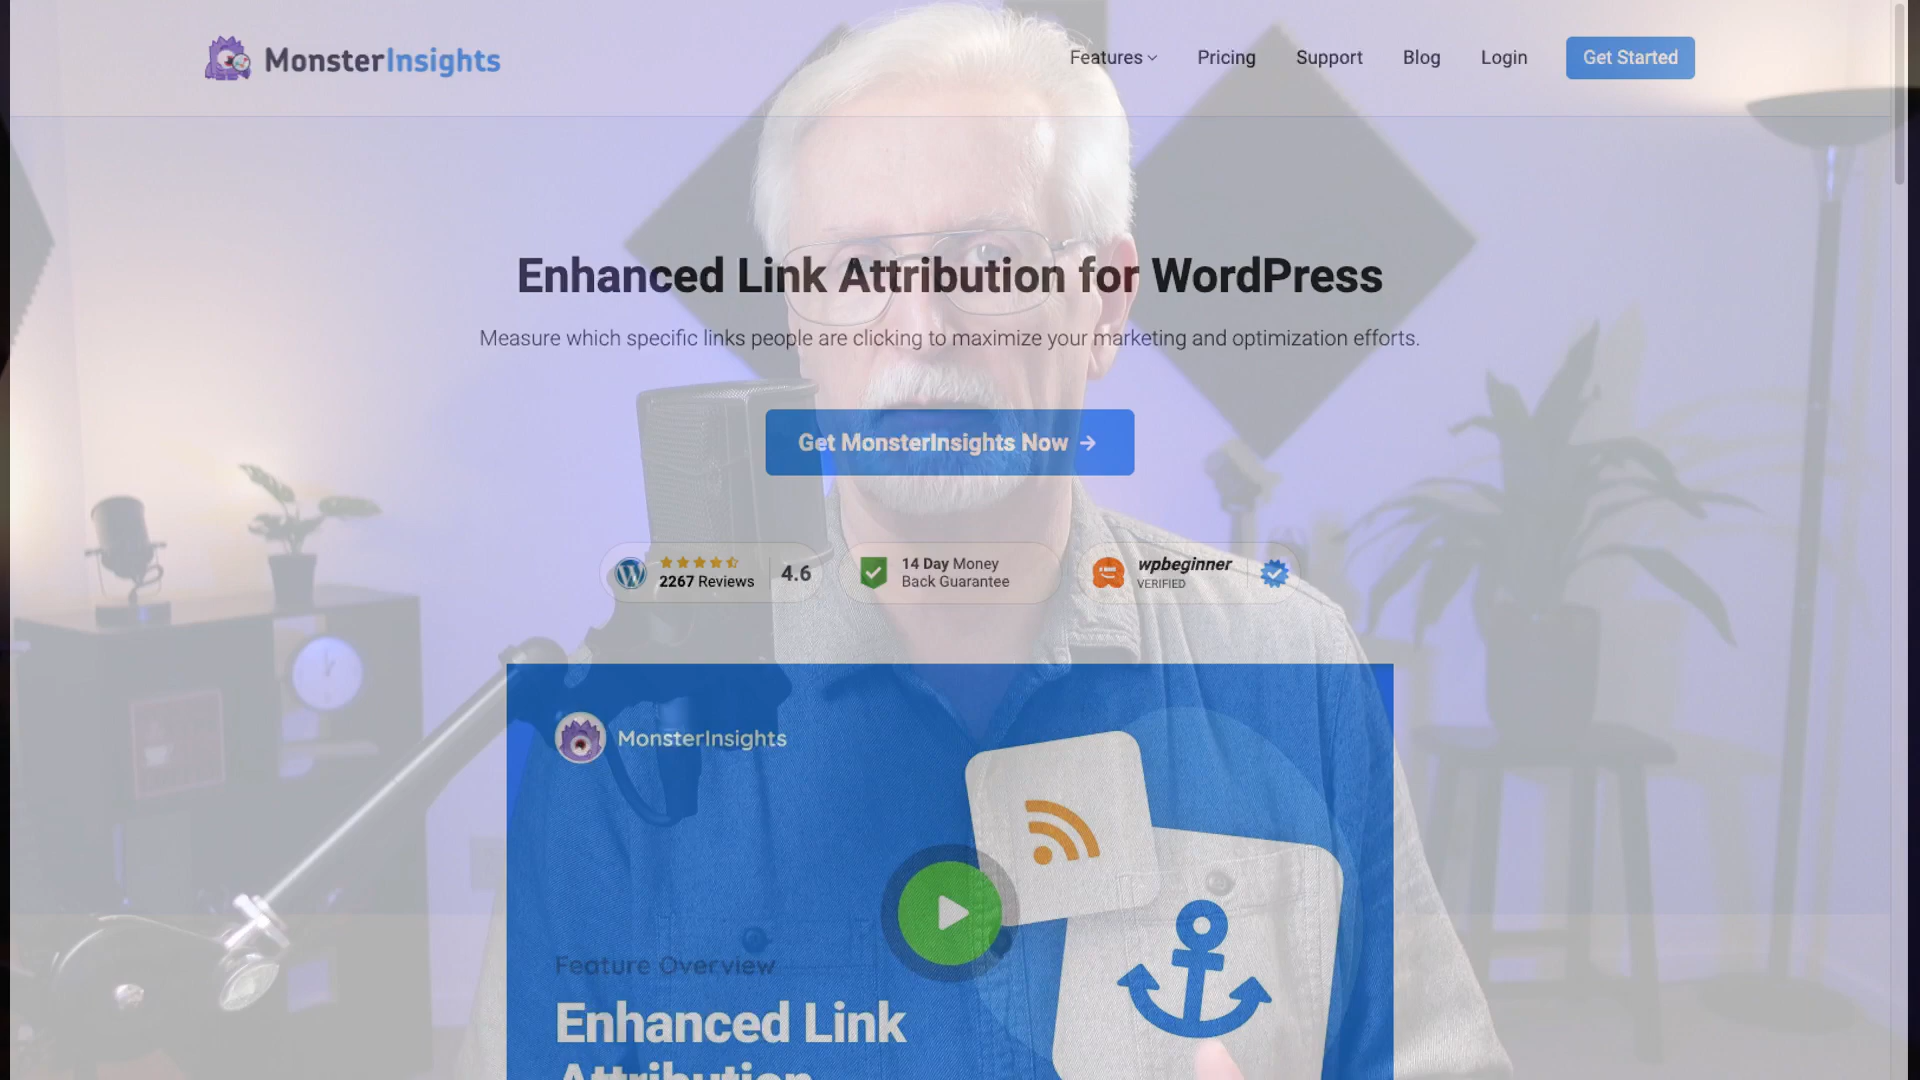 MonsterInsights
Features
Pricing
Support
Blog
Login
Get Started
Enhanced Link Attribution for WordPress
Measure which specific links people are clicking to maximize your marketing and optimization efforts.
Get MonsterInsights Now →
2267 Reviews
4.6
14 Day Money
Back Guarantee
wpbeginner
VERIFIED
MonsterInsights
Feature Overview
Enhanced Link
Attribution